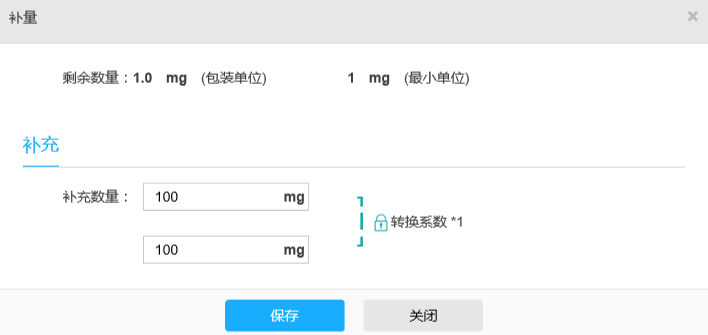 补量 ×
剩余数量：1.0 mg (包装单位) 1 mg (最小单位)
补充
补充数量： 100 mg
转换系数 *1
100 mg
保存 关闭